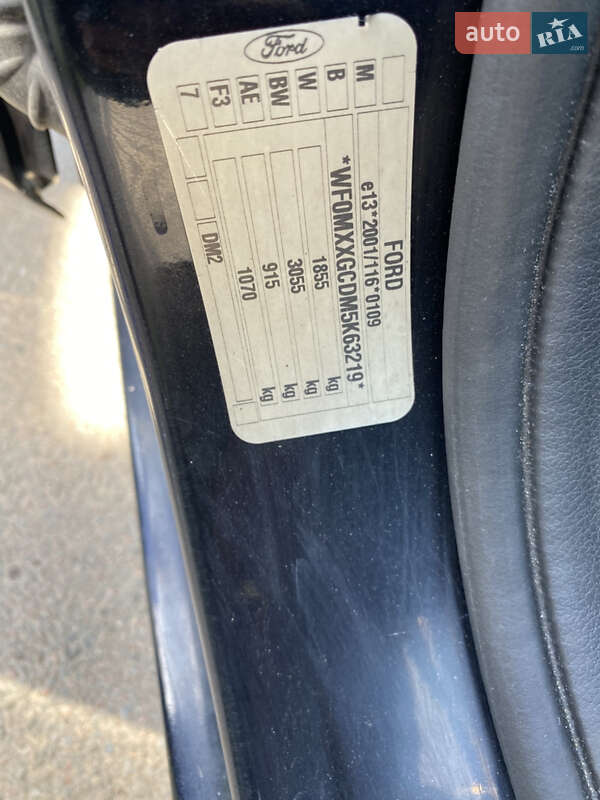 auto RIA
.com
Ford
FORD
e13*2001/116*0109
*WF0MXXGCDM5K63219*
1855 kg
3055 kg
915 kg
1070 kg
DM2
M
B
W
BW
AE
F3
7